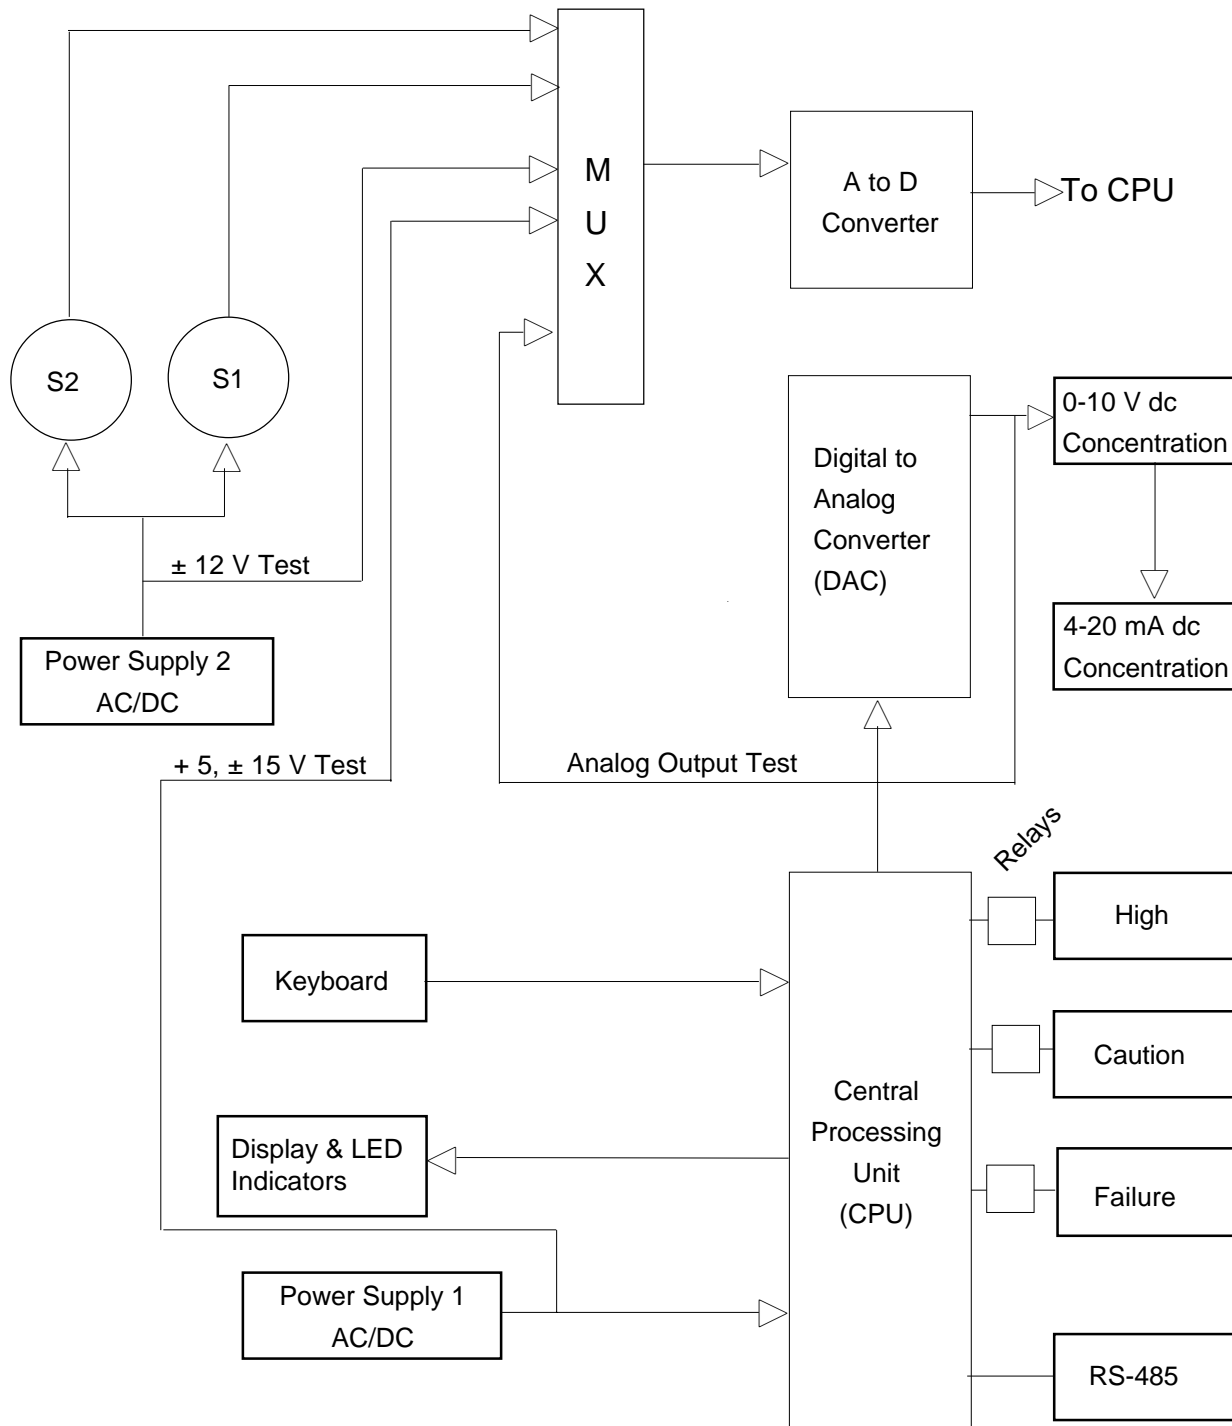 M
U
X
A to D
Converter
To CPU
S2
S1
0-10 V dc
Concentration
Digital to
Analog
Converter
(DAC)
± 12 V Test
4-20 mA dc
Concentration
Power Supply 2
AC/DC
+ 5, ± 15 V Test
Analog Output Test
Relays
High
Keyboard
Caution
Central
Processing
Unit
(CPU)
Display & LED
Indicators
Failure
Power Supply 1
AC/DC
RS-485